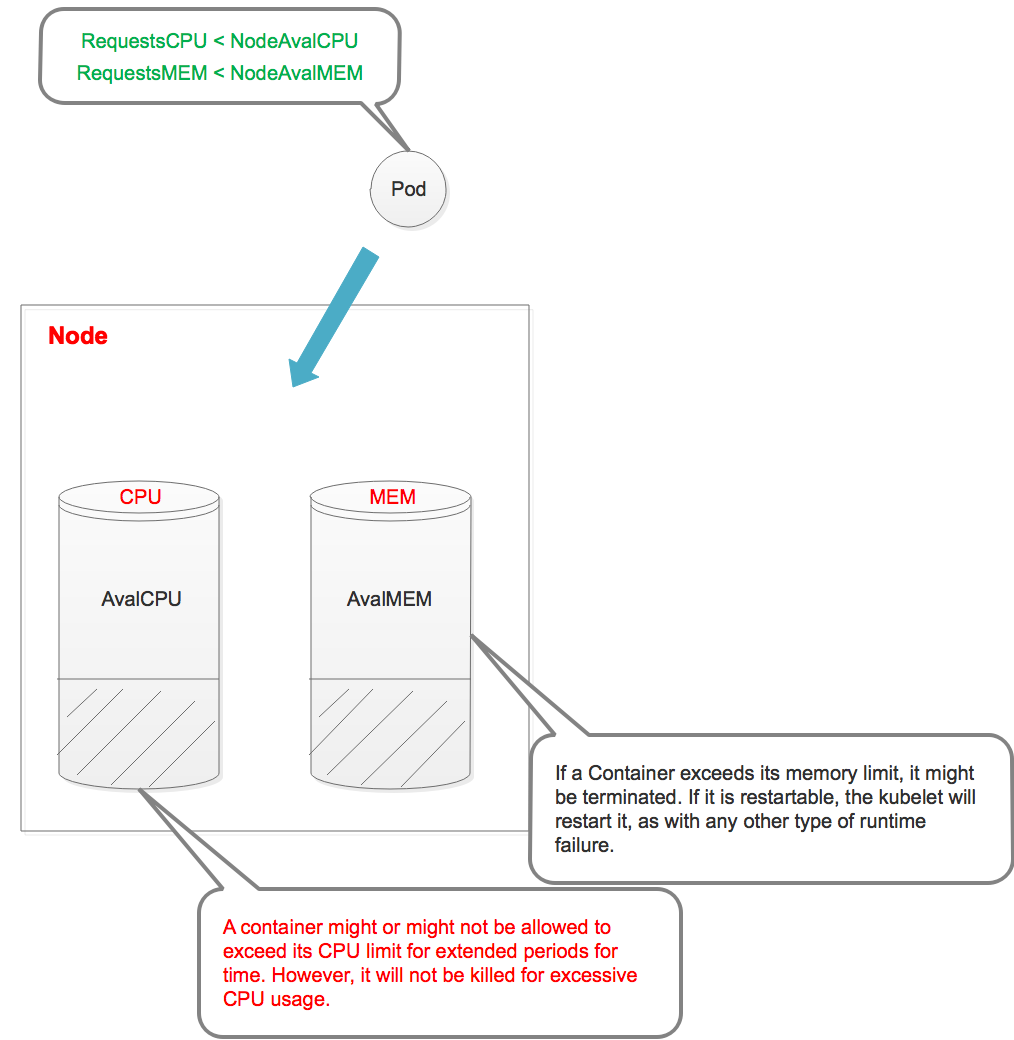 RequestsCPU < NodeAvalCPU
RequestsMEM < NodeAvalMEM
Pod
Node
CPU
MEM
AvalCPU
AvalMEM
If a Container exceeds its memory limit, it might
be terminated. If it is restartable, the kubelet will
restart it, as with any other type of runtime
failure.
A container might or might not be allowed to
exceed its CPU limit for extended periods for
time. However, it will not be killed for excessive
CPU usage.